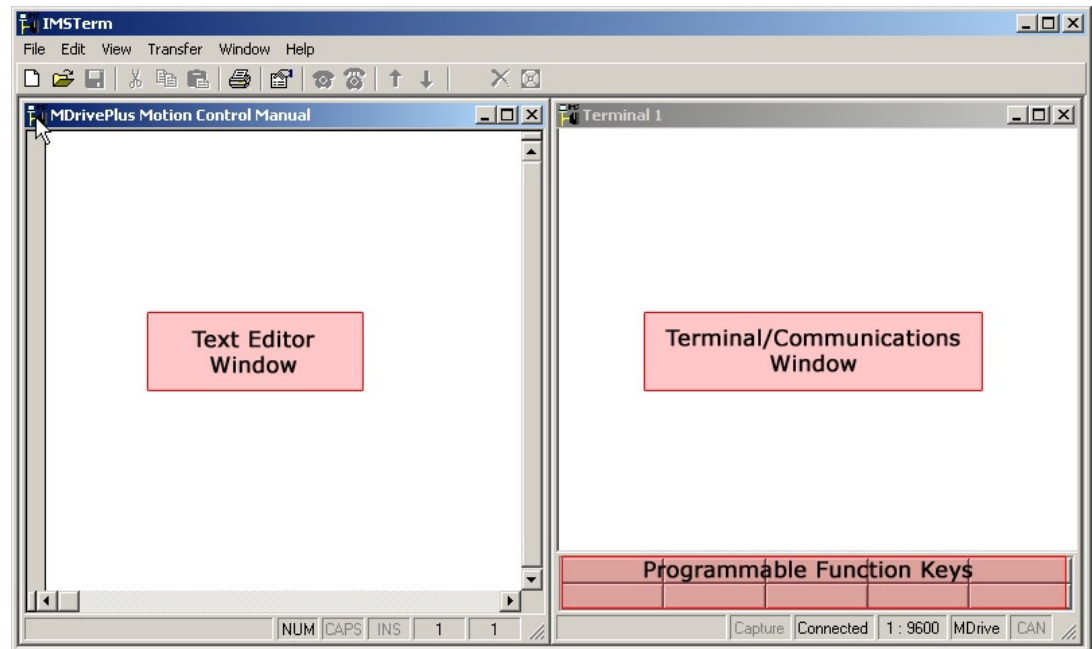 IMSTerm
File Edit View Transfer Window Help
MDrivePlus Motion Control Manual
Terminal 1
Text Editor
Window
Terminal/Communications
Window
Programmable Function Keys
NUM CAPS INS 1 1
Capture Connected 1 : 9600 MDrive CAN